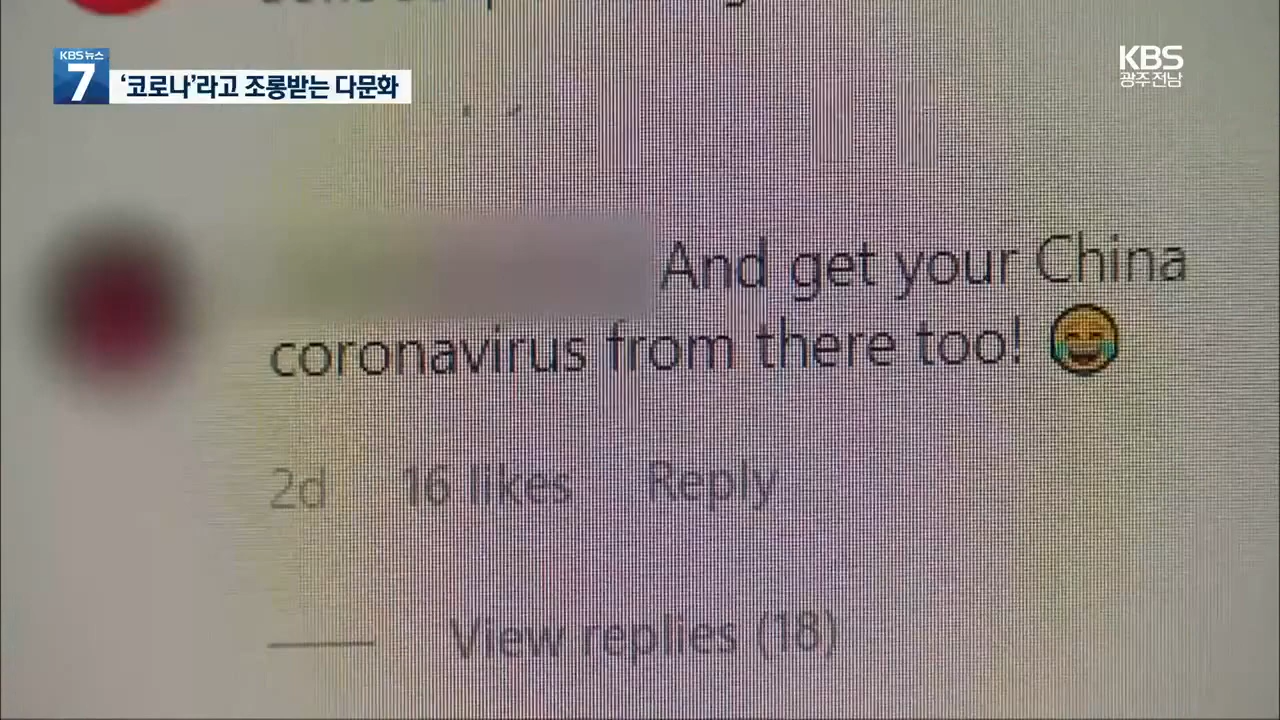 KBS 뉴스
7
'코로나'라고 조롱받는 다문화
KBS
광주전남
And get your China
coronavirus from there too! 😂
2d 16 likes Reply
View replies (18)